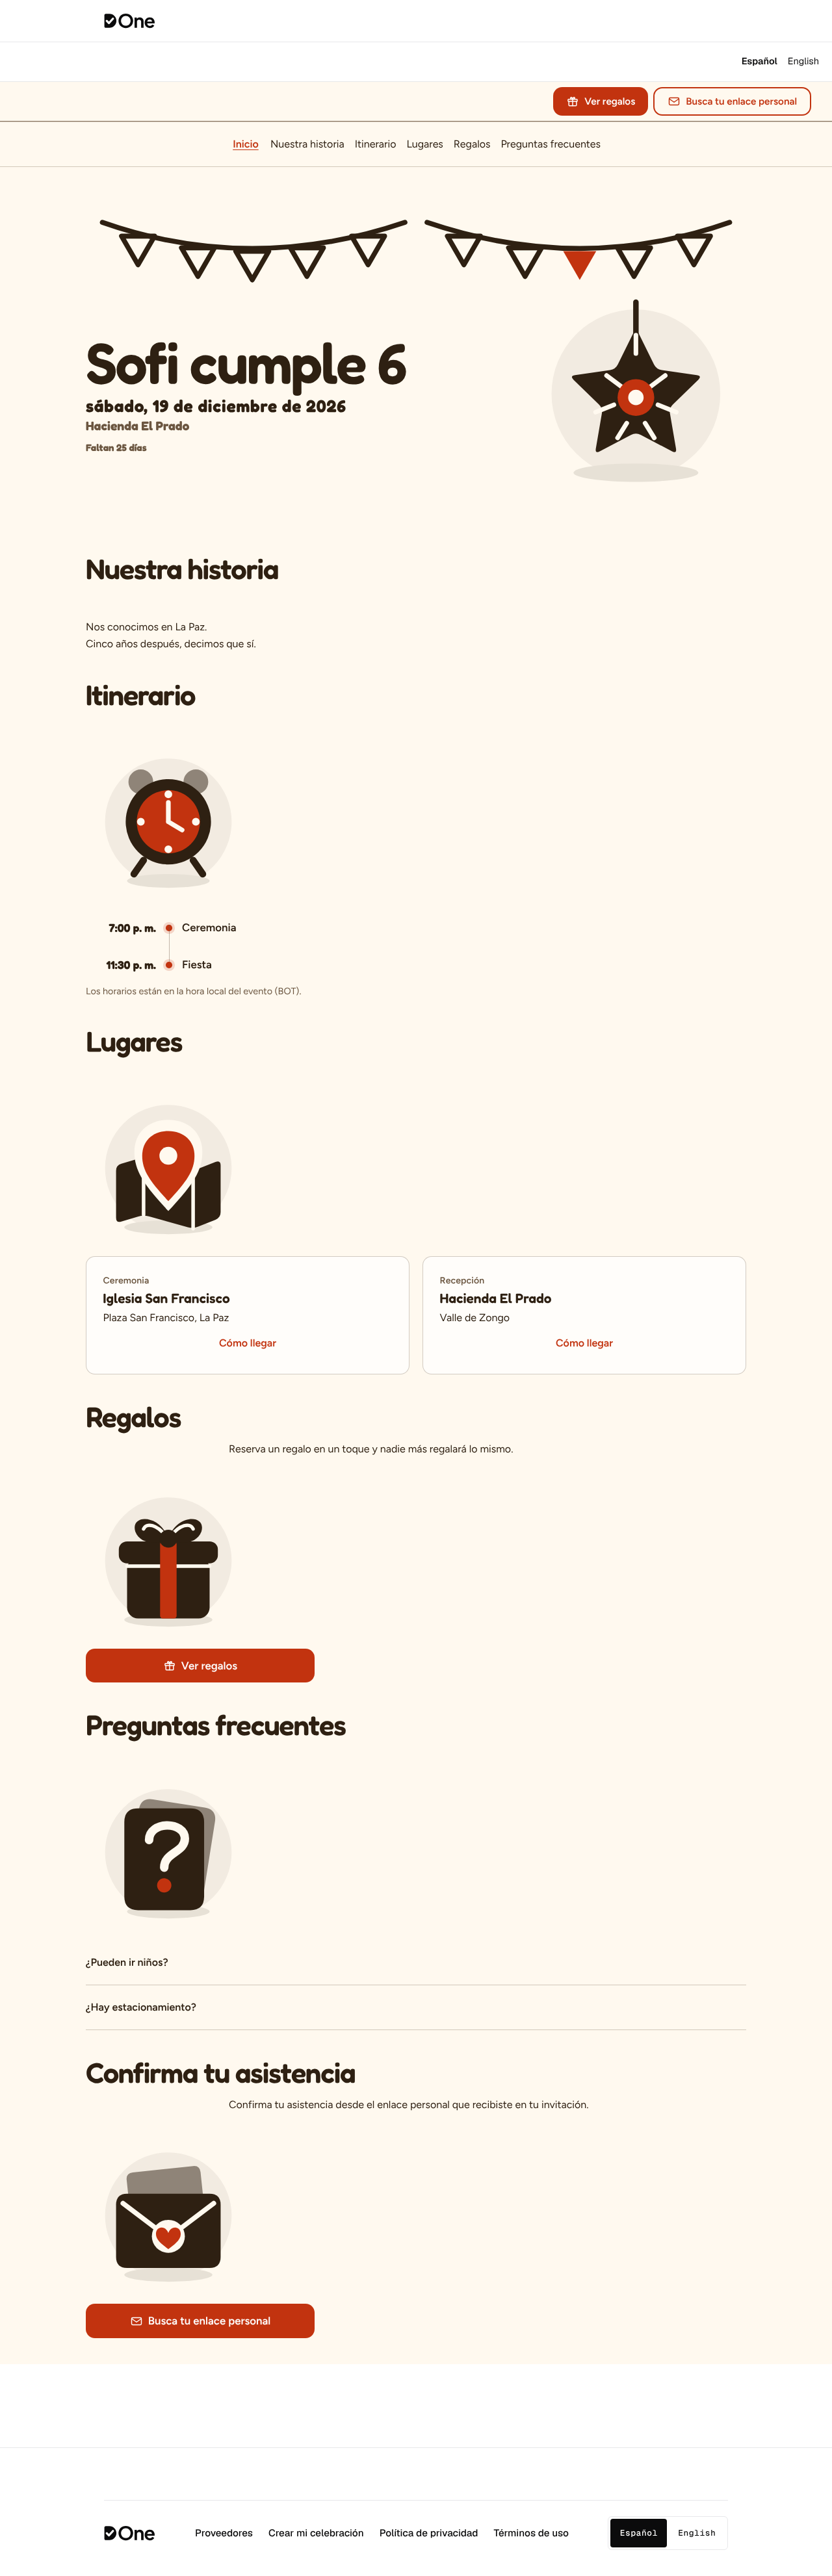 One
Español English
Ver regalos Busca tu enlace personal
Inicio Nuestra historia Itinerario Lugares Regalos Preguntas frecuentes
Sofi cumple 6
sábado, 19 de diciembre de 2026
Hacienda El Prado
Faltan 25 días
Nuestra historia
Nos conocimos en La Paz.
Cinco años después, decimos que sí.
Itinerario
7:00 p. m. Ceremonia
11:30 p. m. Fiesta
Los horarios están en la hora local del evento (BOT).
Lugares
Ceremonia
Iglesia San Francisco
Plaza San Francisco, La Paz
Cómo llegar
Recepción
Hacienda El Prado
Valle de Zongo
Cómo llegar
Regalos
Reserva un regalo en un toque y nadie más regalará lo mismo.
Ver regalos
Preguntas frecuentes
?
¿Pueden ir niños?
¿Hay estacionamiento?
Confirma tu asistencia
Confirma tu asistencia desde el enlace personal que recibiste en tu invitación.
Busca tu enlace personal
One Proveedores Crear mi celebración Política de privacidad Términos de uso Español English